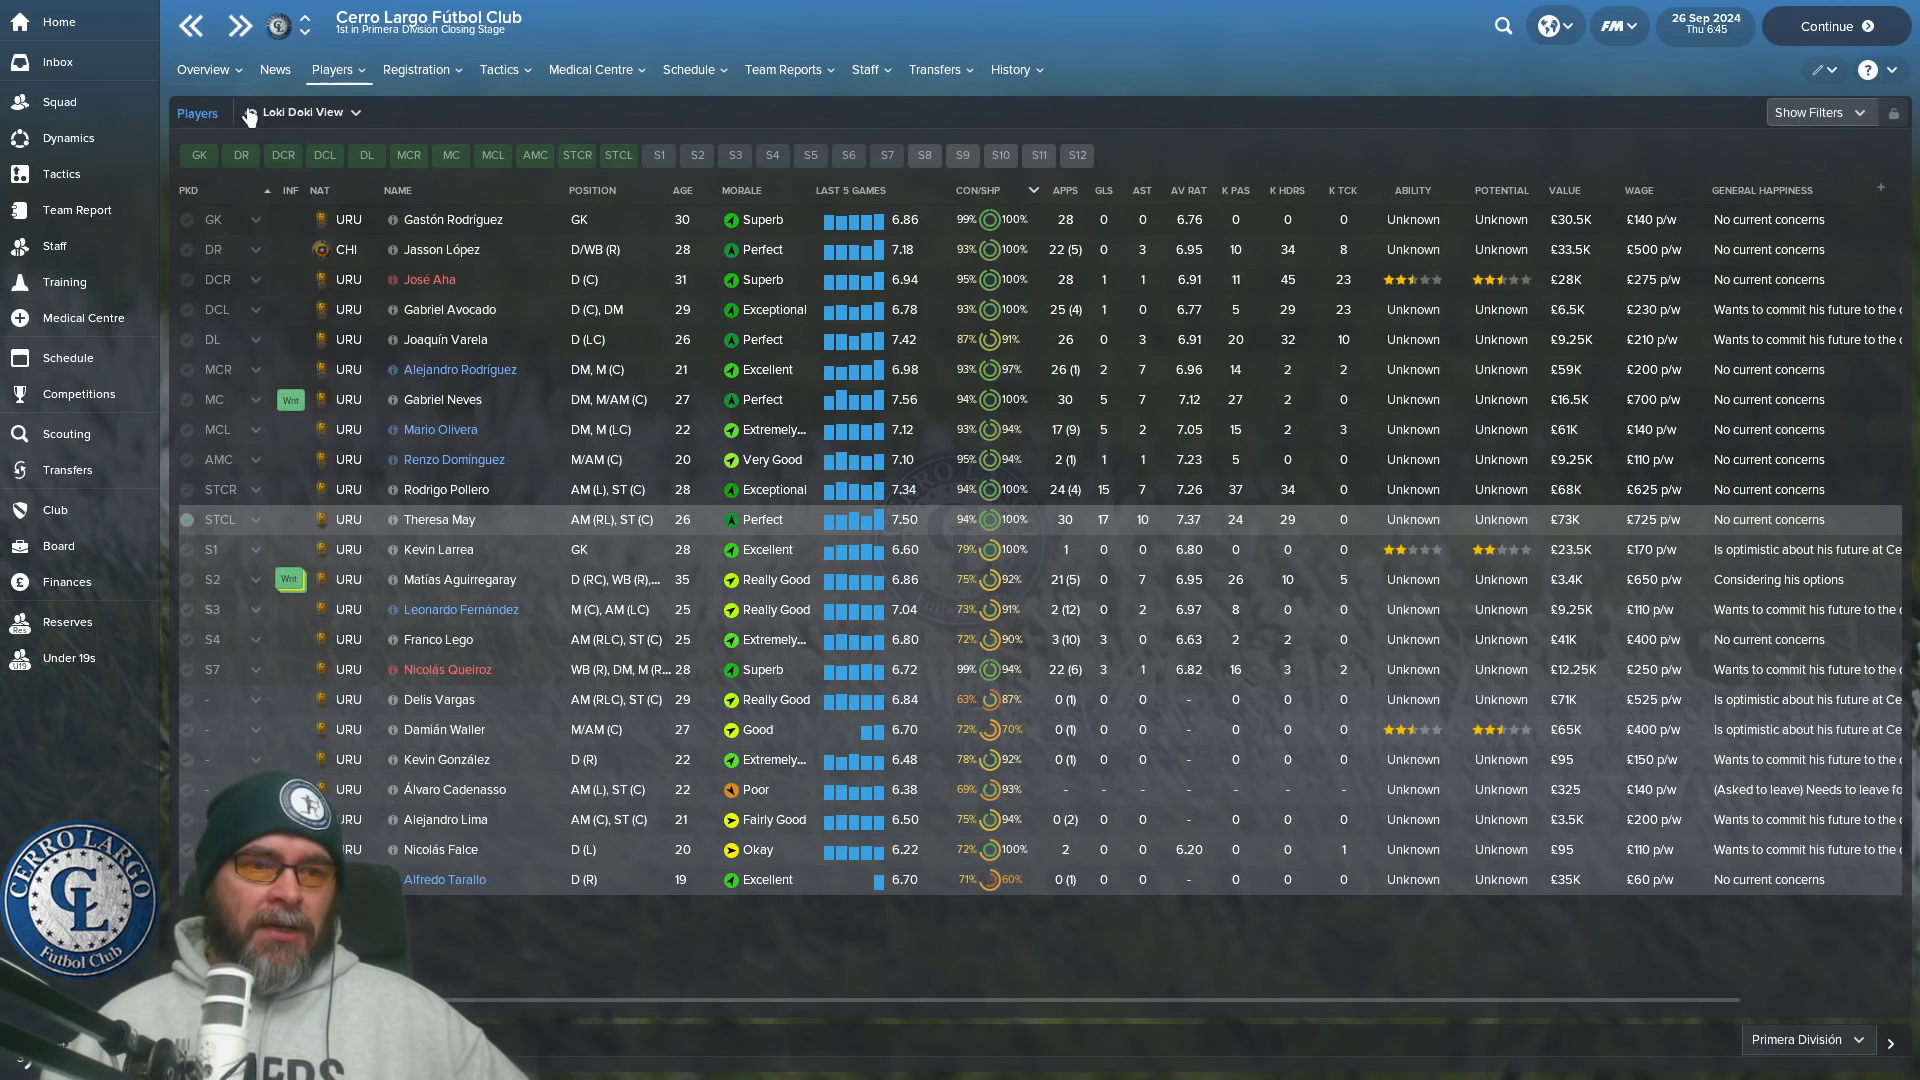 Home
Inbox
Squad
Dynamics
Tactics
Team Report
Staff
Training
Medical Centre
Schedule
Competitions
Scouting
Transfers
Club
Board
Finances
Reserves
Under 19s
Cerro Largo Fútbol Club
1st in Primera División Closing Stage
FM
26 Sep 2024
Thu 6:45
Continue
Overview News Players Registration Tactics Medical Centre Schedule Team Reports Staff Transfers History
Players Loki Doki View Show Filters
GK DR DCR DCL DL MCR MC MCL AMC STCR STCL S1 S2 S3 S4 S5 S6 S7 S8 S9 S10 S11 S12
PKD INF NAT NAME POSITION AGE MORALE LAST 5 GAMES CON/SHP APPS GLS AST AV RAT K PAS K HDRS K TCK ABILITY POTENTIAL VALUE WAGE GENERAL HAPPINESS
GK URU Gastón Rodríguez GK 30 Superb 6.86 99% 100% 28 0 0 6.76 0 0 0 Unknown Unknown £30.5K £140 p/w No current concerns
DR CHI Jasson López D/WB (R) 28 Perfect 7.18 93% 100% 22 (5) 0 3 6.95 10 34 8 Unknown Unknown £33.5K £500 p/w No current concerns
DCR URU José Aha D (C) 31 Superb 6.94 95% 100% 28 1 1 6.91 11 45 23 £28K £275 p/w No current concerns
DCL URU Gabriel Avocado D (C), DM 29 Exceptional 6.78 93% 100% 25 (4) 1 0 6.77 5 29 23 Unknown Unknown £6.5K £230 p/w Wants to commit his future to the c
DL URU Joaquín Varela D (LC) 26 Perfect 7.42 87% 91% 26 0 3 6.91 20 32 10 Unknown Unknown £9.25K £210 p/w Wants to commit his future to the c
MCR URU Alejandro Rodríguez DM, M (C) 21 Excellent 6.98 93% 97% 26 (1) 2 7 6.96 14 2 2 Unknown Unknown £59K £200 p/w No current concerns
MC Wnt URU Gabriel Neves DM, M/AM (C) 27 Perfect 7.56 94% 100% 30 5 7 7.12 27 2 0 Unknown Unknown £16.5K £700 p/w No current concerns
MCL URU Mario Olivera DM, M (LC) 22 Extremely... 7.12 93% 94% 17 (9) 5 2 7.05 15 2 3 Unknown Unknown £61K £140 p/w No current concerns
AMC URU Renzo Domínguez M/AM (C) 20 Very Good 7.10 95% 94% 2 (1) 1 1 7.23 5 0 0 Unknown Unknown £9.25K £110 p/w No current concerns
STCR URU Rodrigo Pollero AM (L), ST (C) 28 Exceptional 7.34 94% 100% 24 (4) 15 7 7.26 37 34 0 Unknown Unknown £68K £625 p/w No current concerns
STCL URU Theresa May AM (RL), ST (C) 26 Perfect 7.50 94% 100% 30 17 10 7.37 24 29 0 Unknown Unknown £73K £725 p/w No current concerns
S1 URU Kevin Larrea GK 28 Excellent 6.60 79% 100% 1 0 0 6.80 0 0 0 £23.5K £170 p/w Is optimistic about his future at Ce
S2 Wnt URU Matías Aguirregaray D (RC), WB (R),... 35 Really Good 6.86 75% 92% 21 (5) 0 7 6.95 26 10 5 Unknown Unknown £3.4K £650 p/w Considering his options
S3 URU Leonardo Fernández M (C), AM (LC) 25 Really Good 7.04 73% 91% 2 (12) 0 2 6.97 8 0 0 Unknown Unknown £9.25K £110 p/w Wants to commit his future to the c
S4 URU Franco Lego AM (RLC), ST (C) 25 Extremely... 6.80 72% 90% 3 (10) 3 0 6.63 2 2 0 Unknown Unknown £41K £400 p/w No current concerns
S7 URU Nicolás Queiroz WB (R), DM, M (R... 28 Superb 6.72 99% 94% 22 (6) 3 1 6.82 16 3 2 Unknown Unknown £12.25K £250 p/w Wants to commit his future to the c
- URU Delis Vargas AM (RLC), ST (C) 29 Really Good 6.84 63% 87% 0 (1) 0 0 - 0 0 0 Unknown Unknown £71K £525 p/w Is optimistic about his future at Ce
- URU Damián Waller M/AM (C) 27 Good 6.70 72% 70% 0 (1) 0 0 - 0 0 0 £65K £400 p/w Is optimistic about his future at Ce
- URU Kevin González D (R) 22 Extremely... 6.48 78% 92% 0 (1) 0 0 - 0 0 0 Unknown Unknown £95 £150 p/w Wants to commit his future to the c
- URU Álvaro Cadenasso AM (L), ST (C) 22 Poor 6.38 69% 93% - - - - - - - Unknown Unknown £325 £140 p/w (Asked to leave) Needs to leave fo
URU Alejandro Lima AM (C), ST (C) 21 Fairly Good 6.50 75% 94% 0 (2) 0 0 - 0 0 0 Unknown Unknown £3.5K £200 p/w Wants to commit his future to the c
RU Nicolás Falce D (L) 20 Okay 6.22 72% 100% 2 0 0 6.20 0 0 1 Unknown Unknown £95 £110 p/w Wants to commit his future to the c
Alfredo Tarallo D (R) 19 Excellent 6.70 71% 60% 0 (1) 0 0 - 0 0 0 Unknown Unknown £35K £60 p/w No current concerns
CERRO LARGO
CL
Futbol Club
Primera División